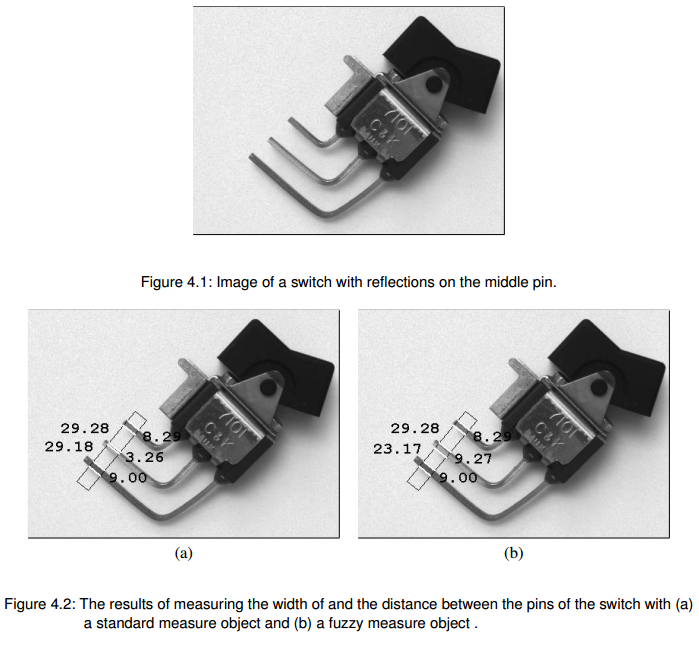 7101
C&K
Figure 4.1: Image of a switch with reflections on the middle pin.
29.28
8.29
29.18
3.26
9.00
7101
C&K
29.28
8.29
23.17
9.27
9.00
7101
C&K
(a)
(b)
Figure 4.2: The results of measuring the width of and the distance between the pins of the switch with (a)
a standard measure object and (b) a fuzzy measure object .